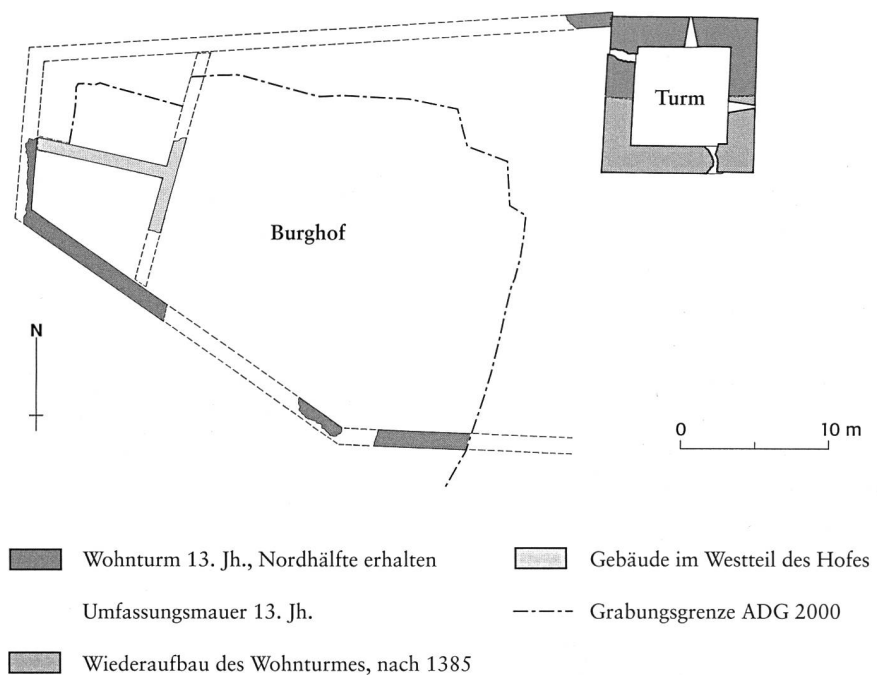 Turm
Burghof
N
0 10 m
Wohnturm 13. Jh., Nordhälfte erhalten
Umfassungsmauer 13. Jh.
Wiederaufbau des Wohnturmes, nach 1385
Gebäude im Westteil des Hofes
Grabungsgrenze ADG 2000